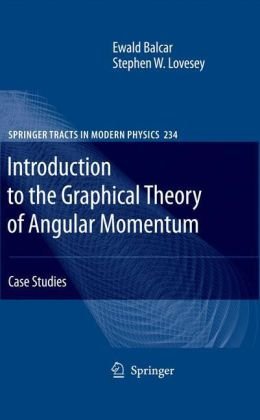 Ewald Balcar
Stephen W. Lovesey
SPRINGER TRACTS IN MODERN PHYSICS 234
Introduction
to the Graphical Theory
of Angular Momentum
Case Studies
Springer